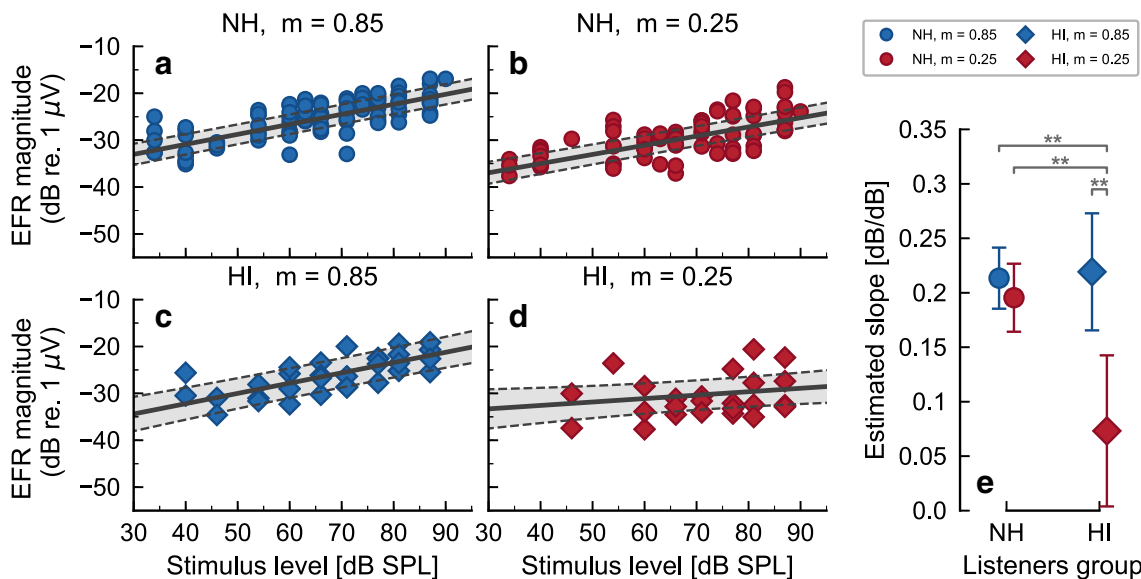 NH, m = 0.85
NH, m = 0.25
NH, m = 0.85
HI, m = 0.85
NH, m = 0.25
HI, m = 0.25
a
b
−10
−20
−30
−40
−50
EFR magnitude
(dB re. 1 µV)
HI, m = 0.85
HI, m = 0.25
c
d
−10
−20
−30
−40
−50
EFR magnitude
(dB re. 1 µV)
30 40 50 60 70 80 90
30 40 50 60 70 80 90
Stimulus level [dB SPL]
Stimulus level [dB SPL]
0.35
0.3
0.25
0.2
0.15
0.1
0.05
0.0
Estimated slope [dB/dB]
**
**
**
e
NH
HI
Listeners group